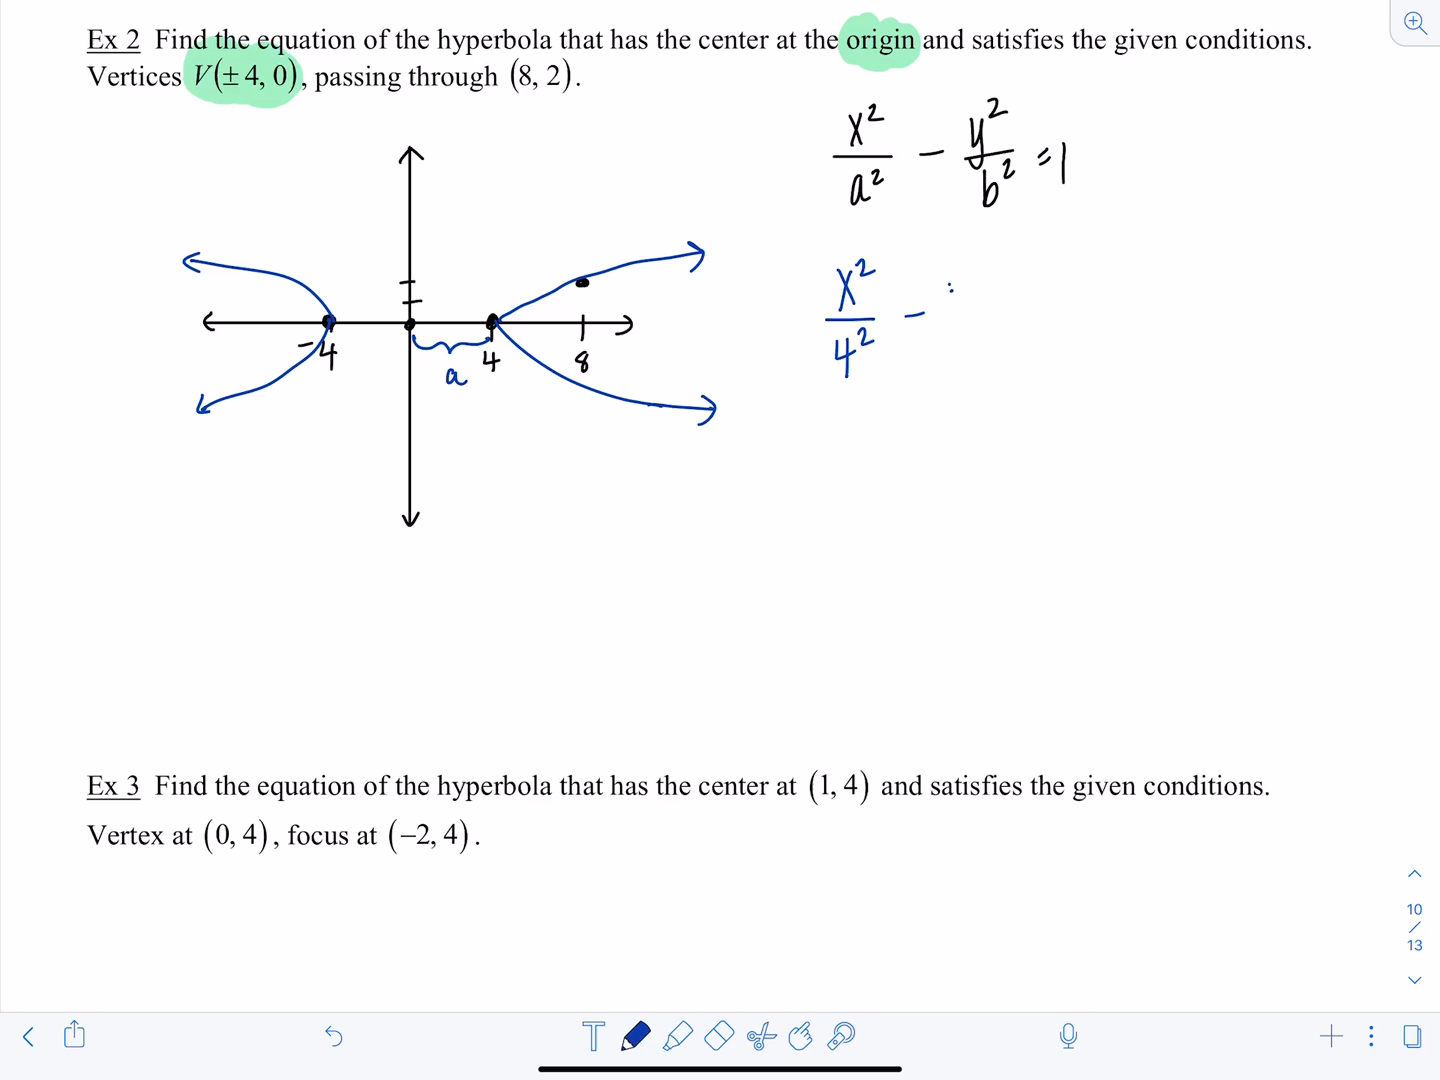 Ex 2 Find the equation of the hyperbola that has the center at the origin and satisfies the given conditions.
Vertices V(± 4, 0), passing through (8, 2).
x² / a² − y² / b² = 1
x² / 4² −
-4
4
8
a
Ex 3 Find the equation of the hyperbola that has the center at (1, 4) and satisfies the given conditions.
Vertex at (0, 4), focus at (−2, 4).
10
/
13
T